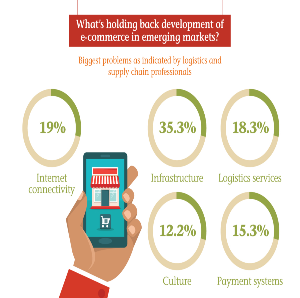 What's holding back development of
e-commerce in emerging markets?
Biggest problems as indicated by logistics and
supply chain professionals
19%
Internet
connectivity
35.3%
Infrastructure
18.3%
Logistics services
12.2%
Culture
15.3%
Payment systems